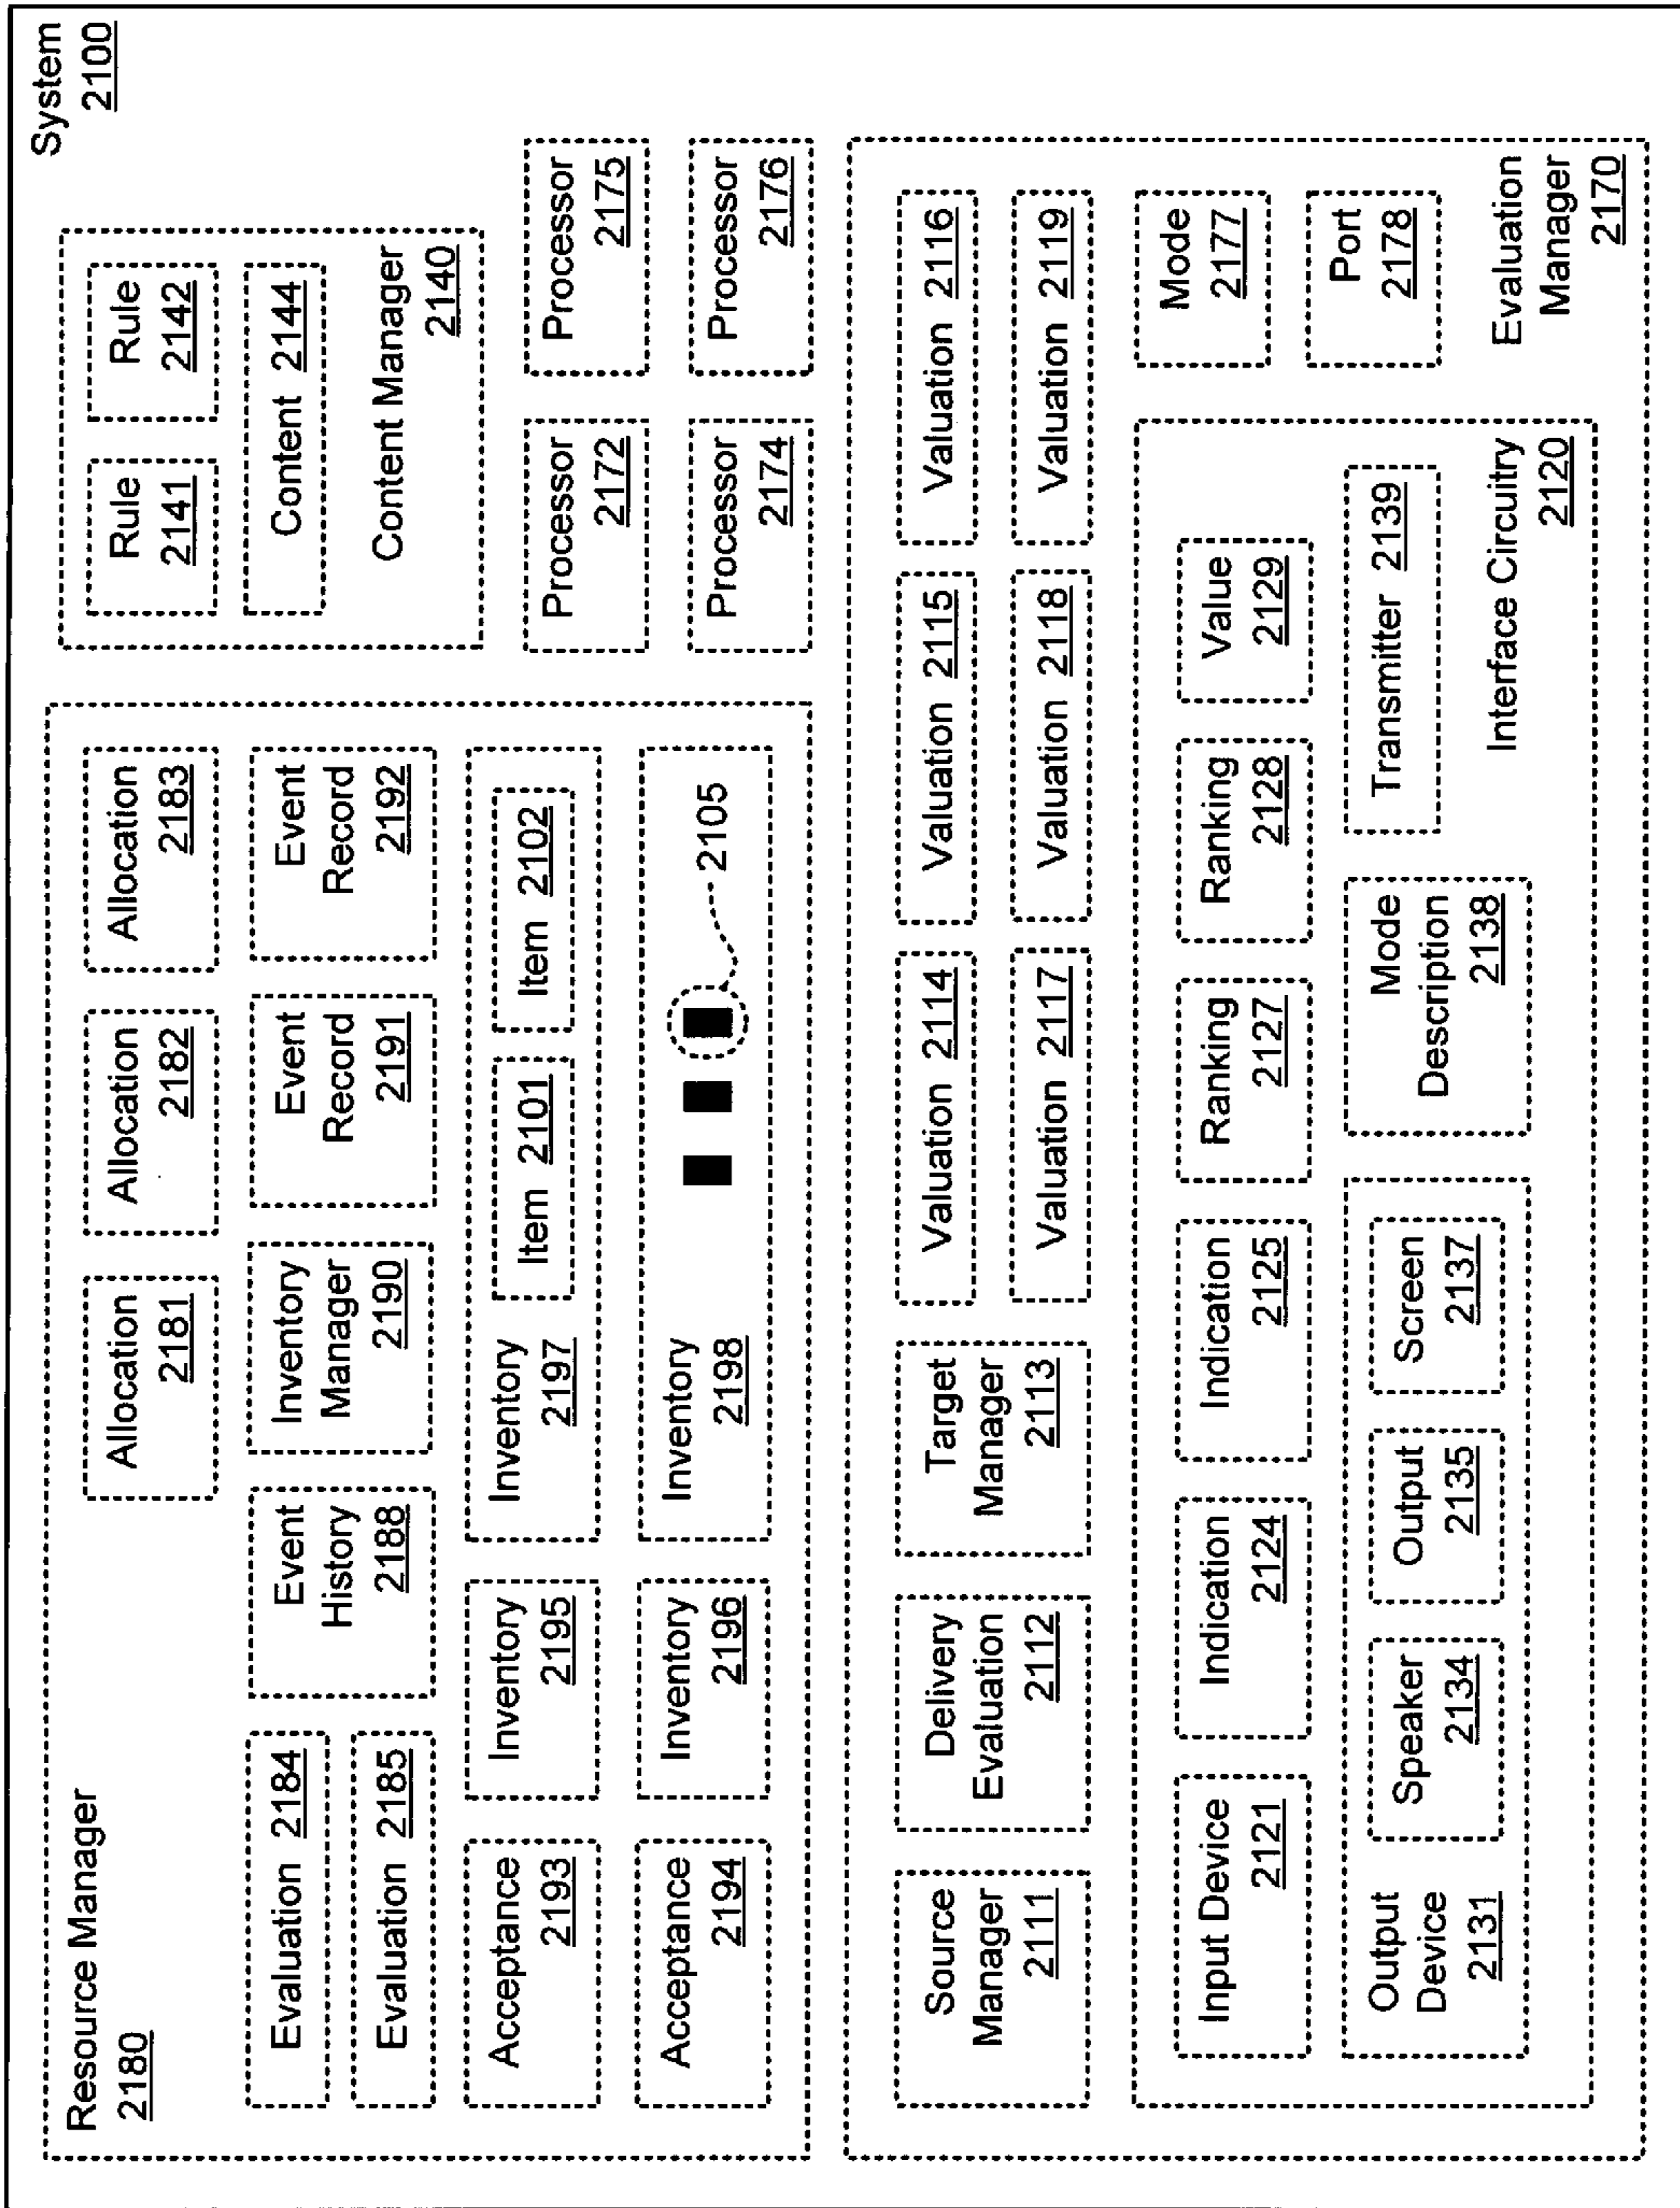 System
2100
Resource Manager
2180
Allocation
2181
Allocation
2182
Allocation
2183
Evaluation 2184
Evaluation 2185
Event
History
2188
Inventory
Manager
2190
Event
Record
2191
Event
Record
2192
Acceptance
2193
Inventory
2195
Inventory
2197
Item 2101
Item 2102
Acceptance
2194
Inventory
2196
Inventory
2198
2105
Rule
2141
Rule
2142
Content 2144
Content Manager
2140
Processor
2172
Processor
2175
Processor
2174
Processor
2176
Source
Manager
2111
Delivery
Evaluation
2112
Target
Manager
2113
Valuation 2114
Valuation 2115
Valuation 2116
Valuation 2117
Valuation 2118
Valuation 2119
Input Device
2121
Indication
2124
Indication
2125
Ranking
2127
Ranking
2128
Value
2129
Output
Device
2131
Speaker
2134
Output
2135
Screen
2137
Mode
Description
2138
Transmitter 2139
Interface Circuitry
2120
Mode
2177
Port
2178
Evaluation
Manager
2170